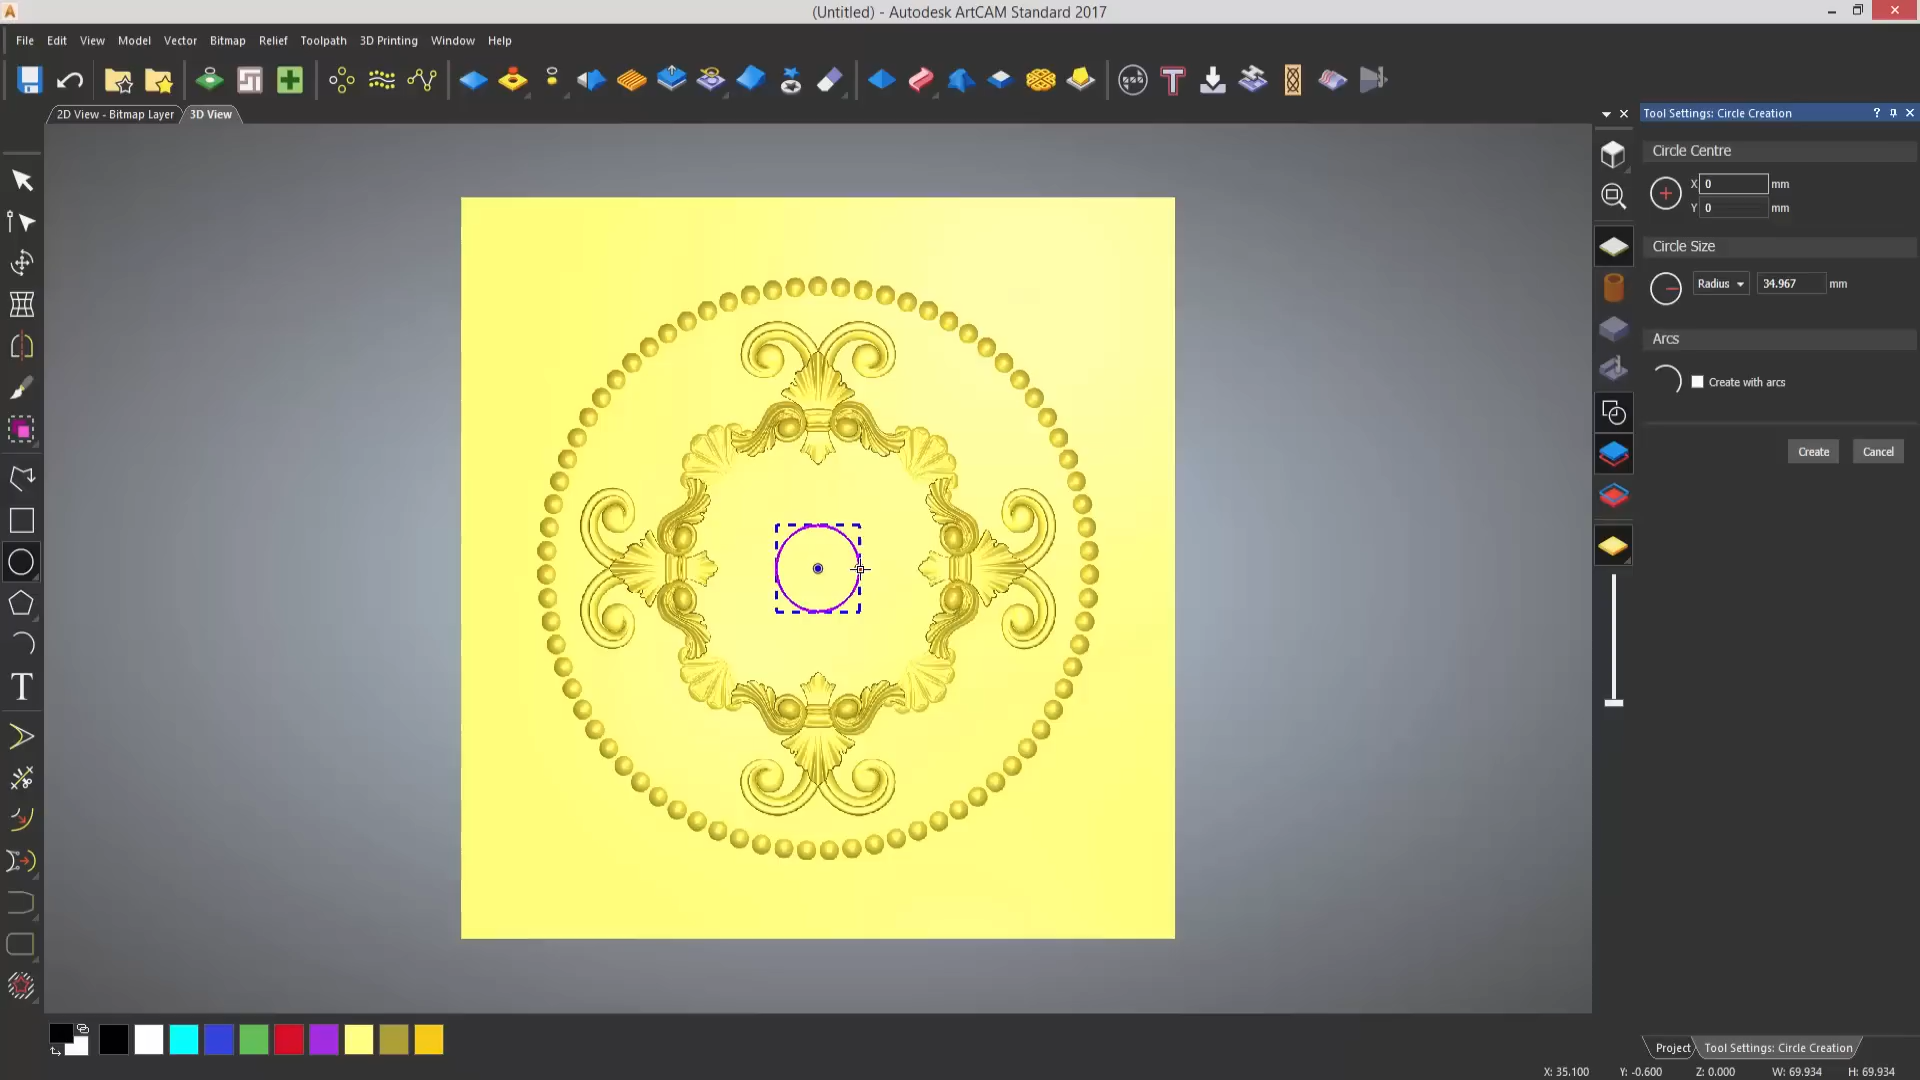 (Untitled) - Autodesk ArtCAM Standard 2017
File Edit View Model Vector Bitmap Relief Toolpath 3D Printing Window Help
2D View - Bitmap Layer 3D View
Tool Settings: Circle Creation
Circle Centre
X 0 mm
Y 0 mm
Circle Size
Radius 34.967 mm
Arcs
Create with arcs
Create Cancel
Project Tool Settings: Circle Creation
X: 35.100 Y: -0.600 Z: 0.000 W: 69.934 H: 69.934